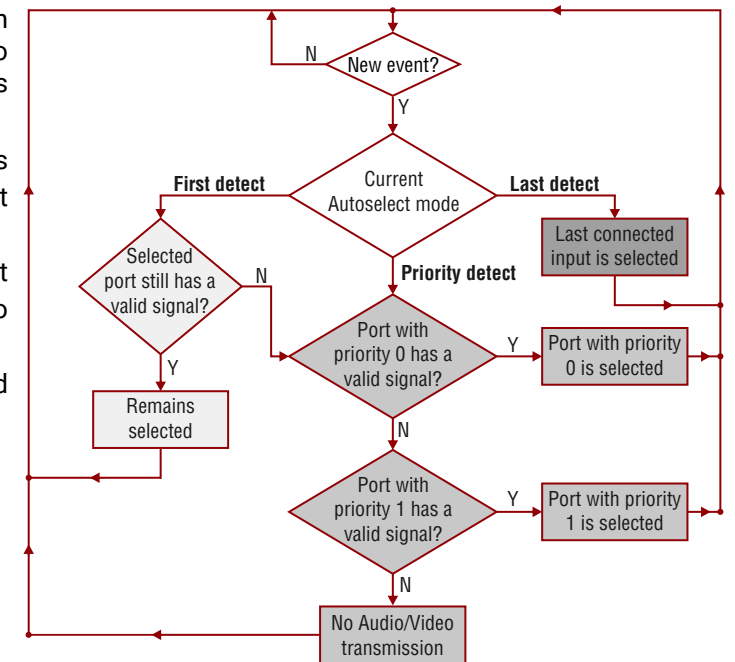 n
o
s
s
t
t
o
d
N
New event?
Y
First detect
Current
Autoselect mode
Last detect
Last connected
input is selected
Selected
port still has a
valid signal?
N
Priority detect
Port with
priority 0 has a
valid signal?
Y
Port with priority
0 is selected
Y
Remains
selected
N
Port with
priority 1 has a
valid signal?
Y
Port with priority
1 is selected
N
No Audio/Video
transmission